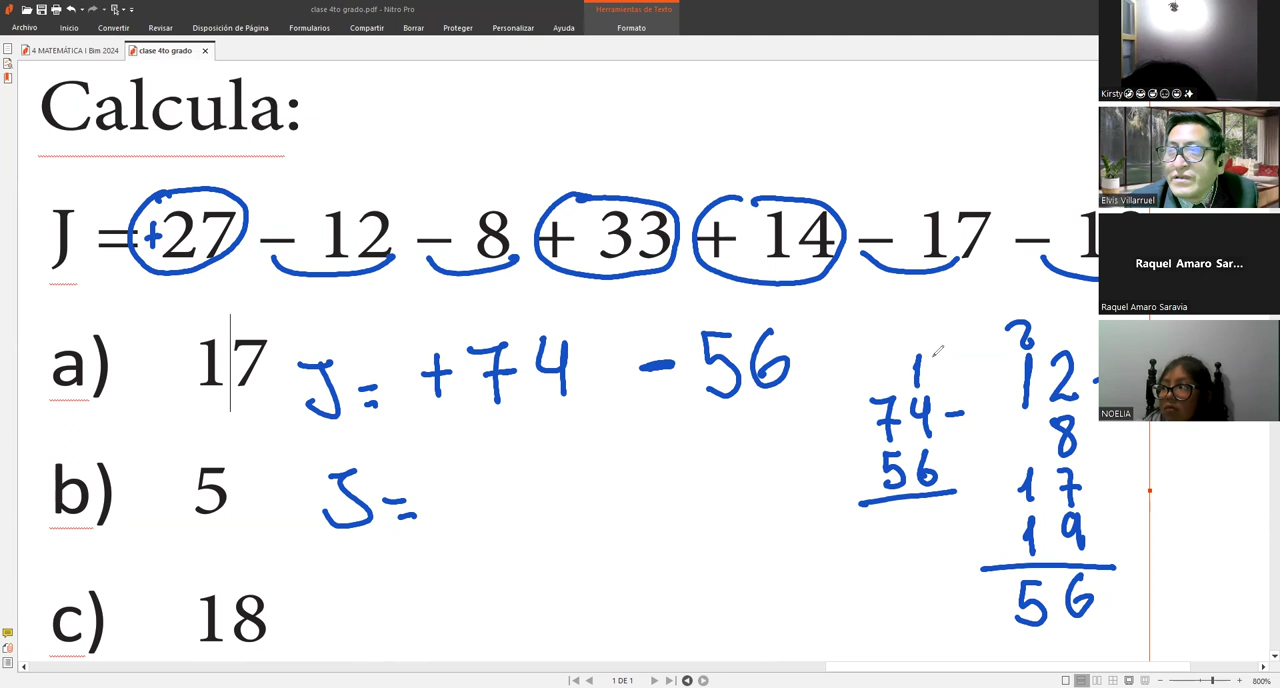 clase 4to grado.pdf - Nitro Pro
Herramientas de Texto
Archivo Inicio Convertir Revisar Disposición de Página Formularios Compartir Borrar Proteger Personalizar Ayuda Formato
4 MATEMÁTICA I Bim 2024 clase 4to grado
Calcula:
J = +27 – 12 – 8 + 33 + 14 – 17 – 1
a) 17 J = +74 - 56
b) 5 J =
c) 18
1
74 -
56
2
12
8
17
19
56
Kirsty
Elvis Villarruel
Raquel Amaro Sar...
Raquel Amaro Saravia
NOELIA
1 DE 1
800%